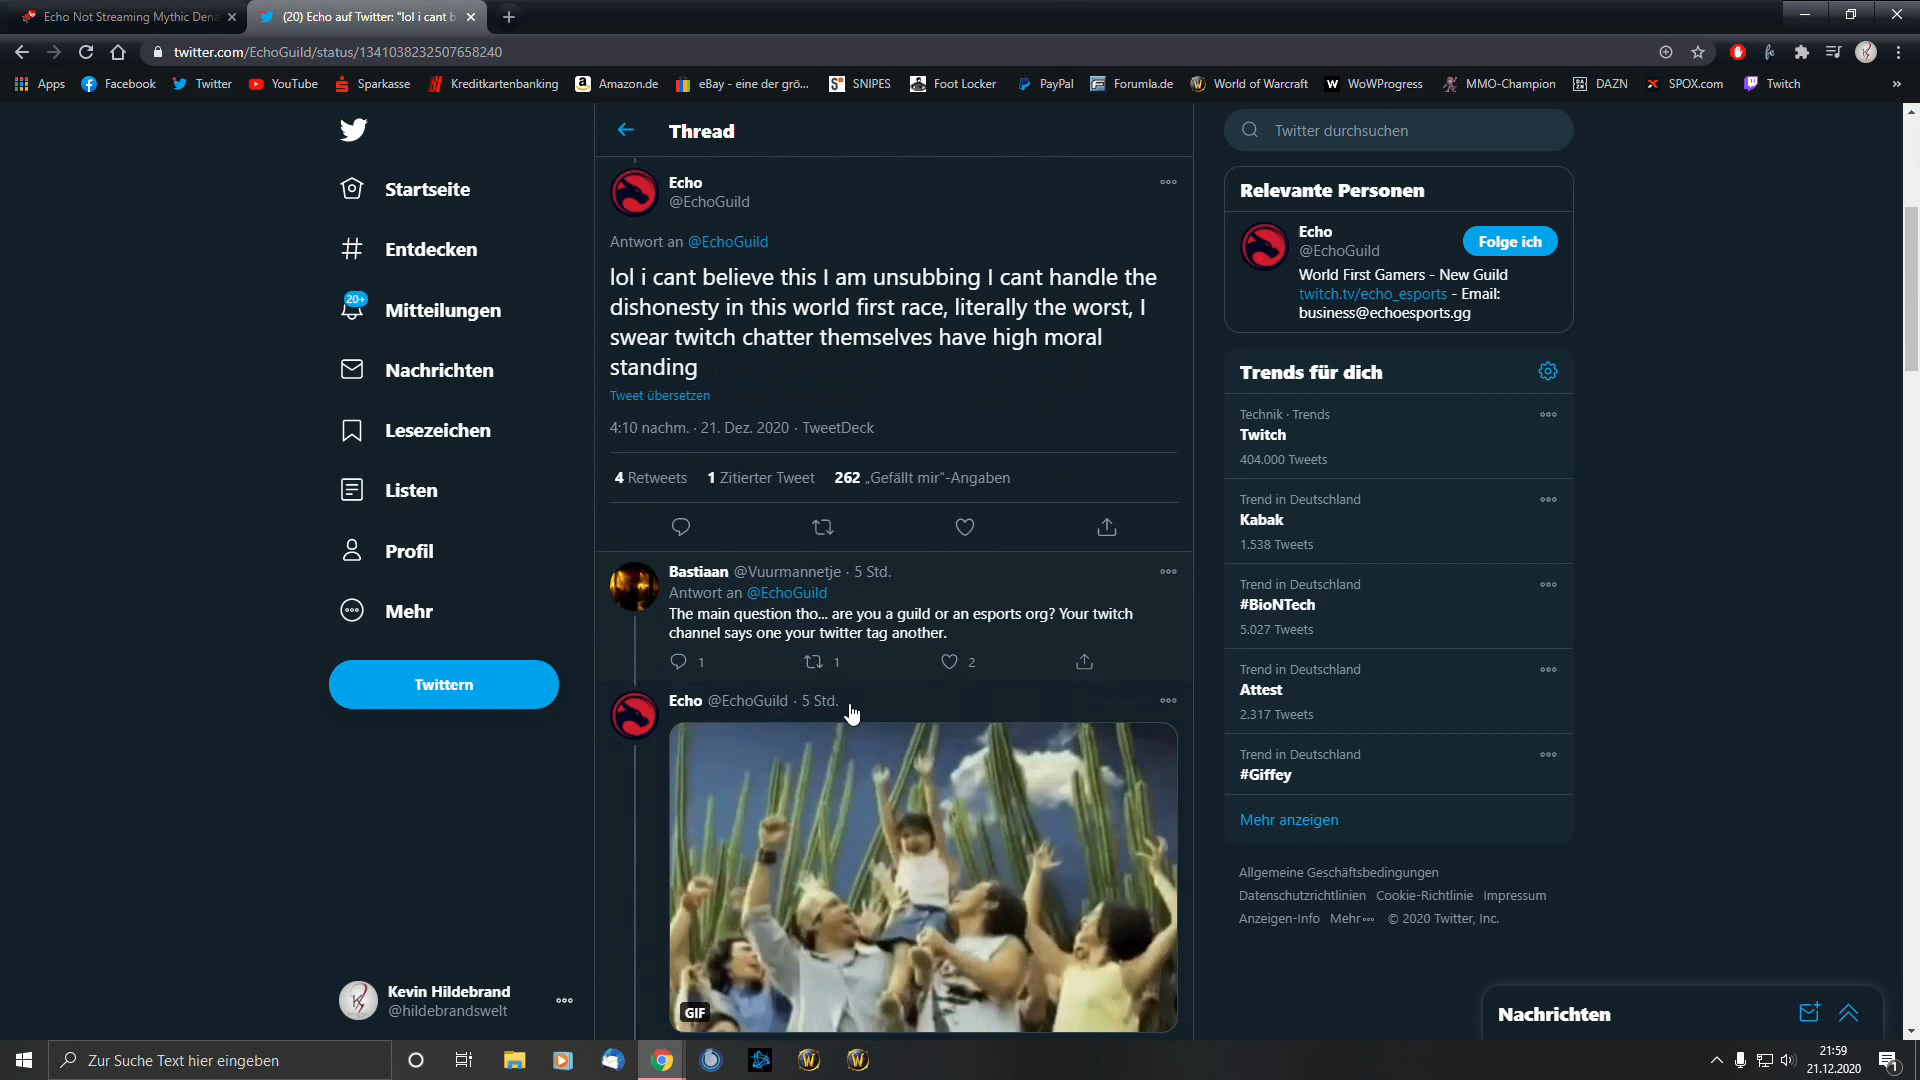 Echo Not Streaming Mythic Den
(20) Echo auf Twitter: "lol i cant b
twitter.com/EchoGuild/status/1341038232507658240
Apps
Facebook
Twitter
YouTube
Sparkasse
Kreditkartenbanking
Amazon.de
eBay - eine der grö...
SNIPES
Foot Locker
PayPal
Forumla.de
World of Warcraft
WoWProgress
MMO-Champion
DAZN
SPOX.com
Twitch
»
Startseite
Entdecken
20+
Mitteilungen
Nachrichten
Lesezeichen
Listen
Profil
Mehr
Twittern
Kevin Hildebrand
@hildebrandswelt
Thread
Echo
@EchoGuild
Antwort an @EchoGuild
lol i cant believe this I am unsubbing I cant handle the
dishonesty in this world first race, literally the worst, I
swear twitch chatter themselves have high moral
standing
Tweet übersetzen
4:10 nachm. · 21. Dez. 2020 · TweetDeck
4 Retweets 1 Zitierter Tweet 262 „Gefällt mir“-Angaben
Bastiaan @Vuurmannetje · 5 Std.
Antwort an @EchoGuild
The main question tho... are you a guild or an esports org? Your twitch
channel says one your twitter tag another.
1 1 2
Echo @EchoGuild · 5 Std.
GIF
Twitter durchsuchen
Relevante Personen
Echo
@EchoGuild
Folge ich
World First Gamers - New Guild
twitch.tv/echo_esports - Email:
business@echoesports.gg
Trends für dich
Technik · Trends
Twitch
404.000 Tweets
Trend in Deutschland
Kabak
1.538 Tweets
Trend in Deutschland
#BioNTech
5.027 Tweets
Trend in Deutschland
Attest
2.317 Tweets
Trend in Deutschland
#Giffey
Mehr anzeigen
Allgemeine Geschäftsbedingungen
Datenschutzrichtlinien Cookie-Richtlinie Impressum
Anzeigen-Info Mehr © 2020 Twitter, Inc.
Nachrichten
Zur Suche Text hier eingeben
21:59
21.12.2020
1